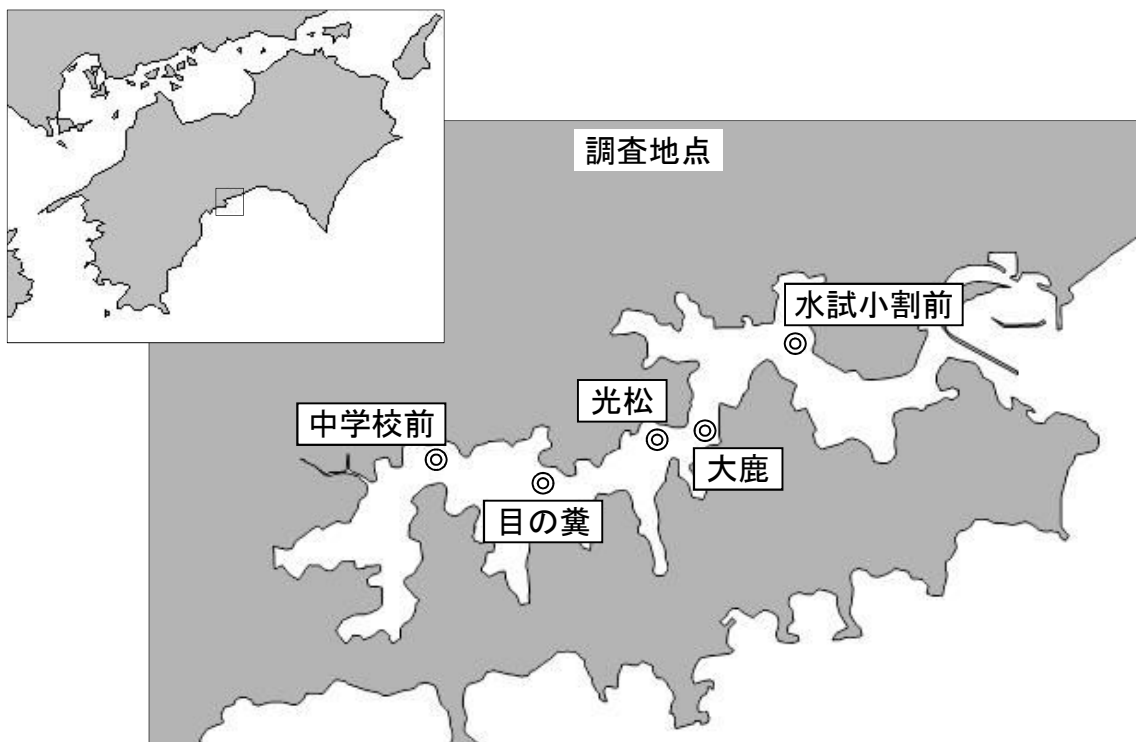 調査地点
水試小割前
光松
中学校前
大鹿
目の糞